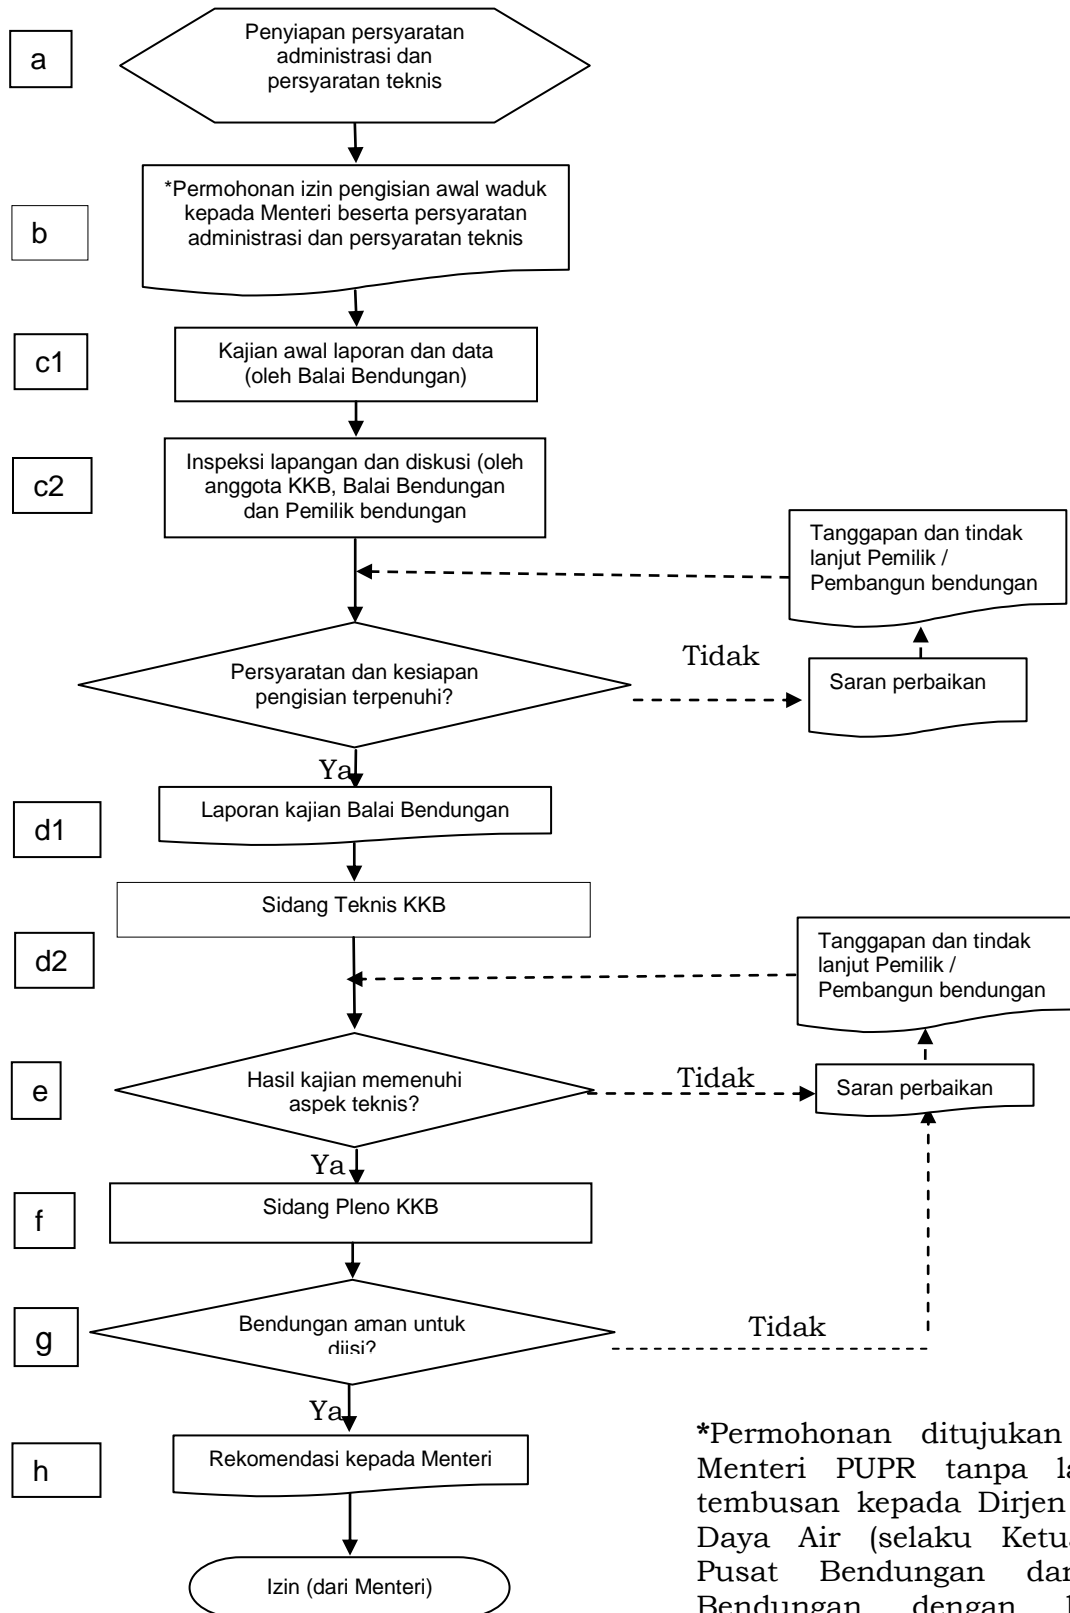 a
Penyiapan persyaratan
administrasi dan
persyaratan teknis
b
*Permohonan izin pengisian awal waduk
kepada Menteri beserta persyaratan
administrasi dan persyaratan teknis
c1
Kajian awal laporan dan data
(oleh Balai Bendungan)
c2
Inspeksi lapangan dan diskusi (oleh
anggota KKB, Balai Bendungan
dan Pemilik bendungan
Tanggapan dan tindak
lanjut Pemilik /
Pembangun bendungan
Persyaratan dan kesiapan
pengisian terpenuhi?
Tidak
Saran perbaikan
Ya
d1
Laporan kajian Balai Bendungan
Sidang Teknis KKB
d2
Tanggapan dan tindak
lanjut Pemilik /
Pembangun bendungan
e
Hasil kajian memenuhi
aspek teknis?
Tidak
Saran perbaikan
Ya
f
Sidang Pleno KKB
g
Bendungan aman untuk
diisi?
Tidak
Ya
h
Rekomendasi kepada Menteri
Izin (dari Menteri)
*Permohonan ditujukan
Menteri PUPR tanpa
tembusan kepada Dirjen
Daya Air (selaku
Pusat Bendungan
Bendungan dengan